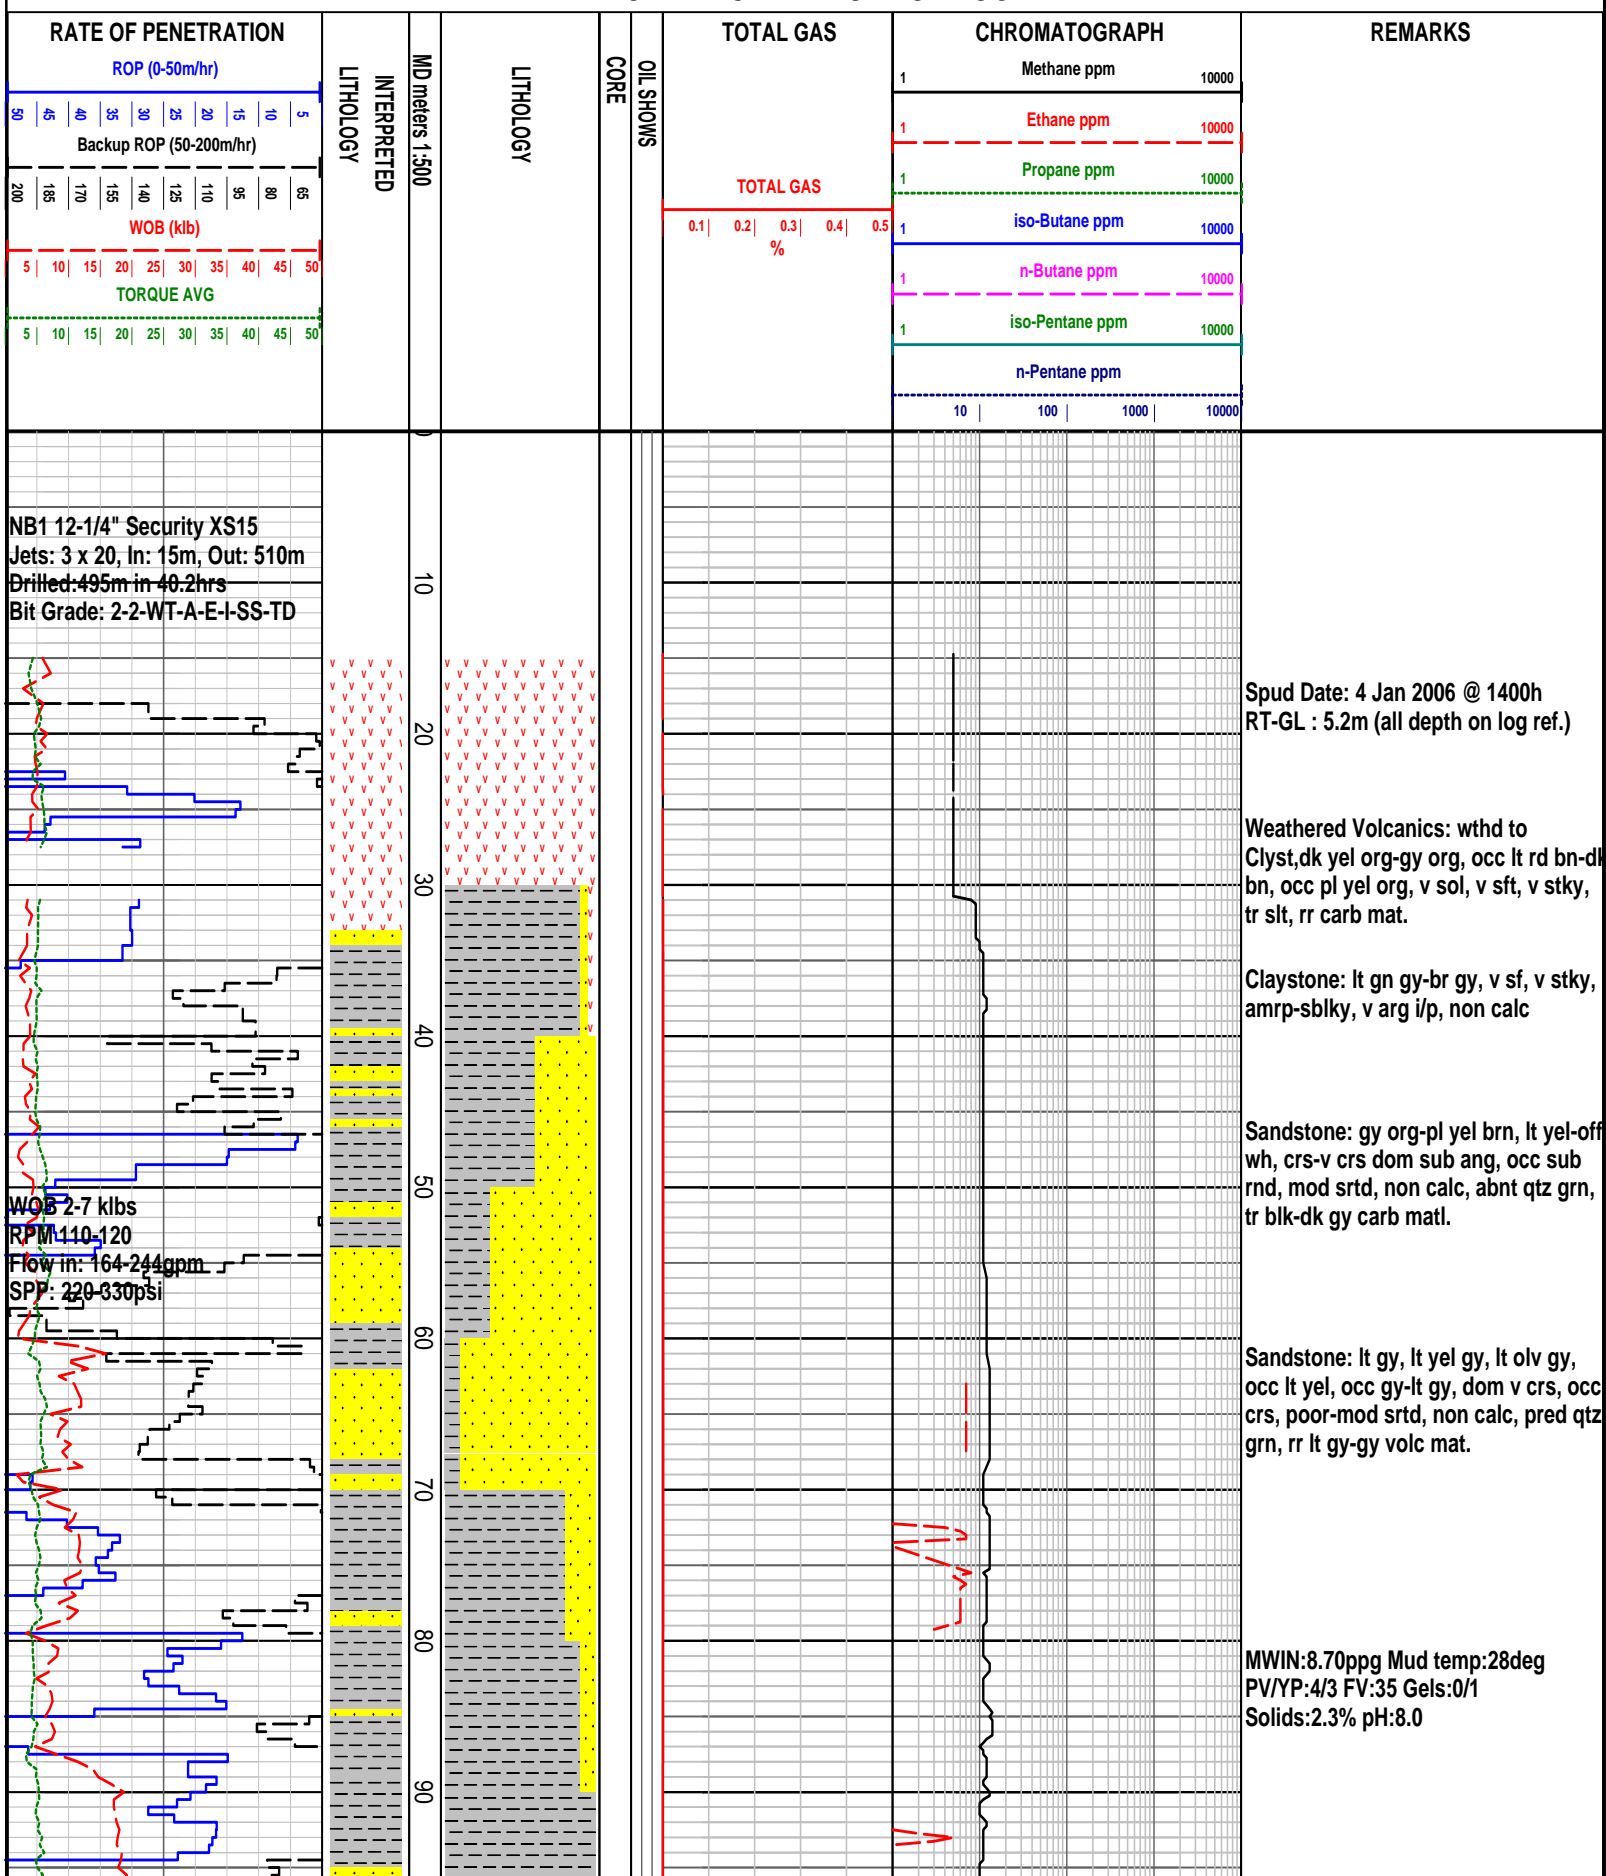 RATE OF PENETRATION
ROP (0-50m/hr)
50 45 40 35 30 25 20 15 10 5
Backup ROP (50-200m/hr)
200 185 170 155 140 125 110 95 80 65
WOB (klb)
5 10 15 20 25 30 35 40 45 50
TORQUE AVG
5 10 15 20 25 30 35 40 45 50
INTERPRETED
LITHOLOGY
MD meters 1:500
LITHOLOGY
CORE
OIL SHOWS
TOTAL GAS
TOTAL GAS
0.1 0.2 0.3 0.4 0.5
%
CHROMATOGRAPH
Methane ppm
1 10000
Ethane ppm
1 10000
Propane ppm
1 10000
iso-Butane ppm
1 10000
n-Butane ppm
1 10000
iso-Pentane ppm
1 10000
n-Pentane ppm
10 100 1000 10000
REMARKS
NB1 12-1/4" Security XS15
Jets: 3 x 20, In: 15m, Out: 510m
Drilled:495m in 40.2hrs
Bit Grade: 2-2-WT-A-E-I-SS-TD
WOB 2-7 klbs
RPM 110-120
Flow in: 164-244gpm
SPP: 220-330psi
10
20
30
40
50
60
70
80
90
Spud Date: 4 Jan 2006 @ 1400h
RT-GL : 5.2m (all depth on log ref.)
Weathered Volcanics: wthd to
Clyst,dk yel org-gy org, occ lt rd bn-dk
bn, occ pl yel org, v sol, v sft, v stky,
tr slt, rr carb mat.
Claystone: lt gn gy-br gy, v sf, v stky,
amrp-sblky, v arg i/p, non calc
Sandstone: gy org-pl yel brn, lt yel-off
wh, crs-v crs dom sub ang, occ sub
rnd, mod srtd, non calc, abnt qtz grn,
tr blk-dk gy carb matl.
Sandstone: lt gy, lt yel gy, lt olv gy,
occ lt yel, occ gy-lt gy, dom v crs, occ
crs, poor-mod srtd, non calc, pred qtz
grn, rr lt gy-gy volc mat.
MWIN:8.70ppg Mud temp:28deg
PV/YP:4/3 FV:35 Gels:0/1
Solids:2.3% pH:8.0